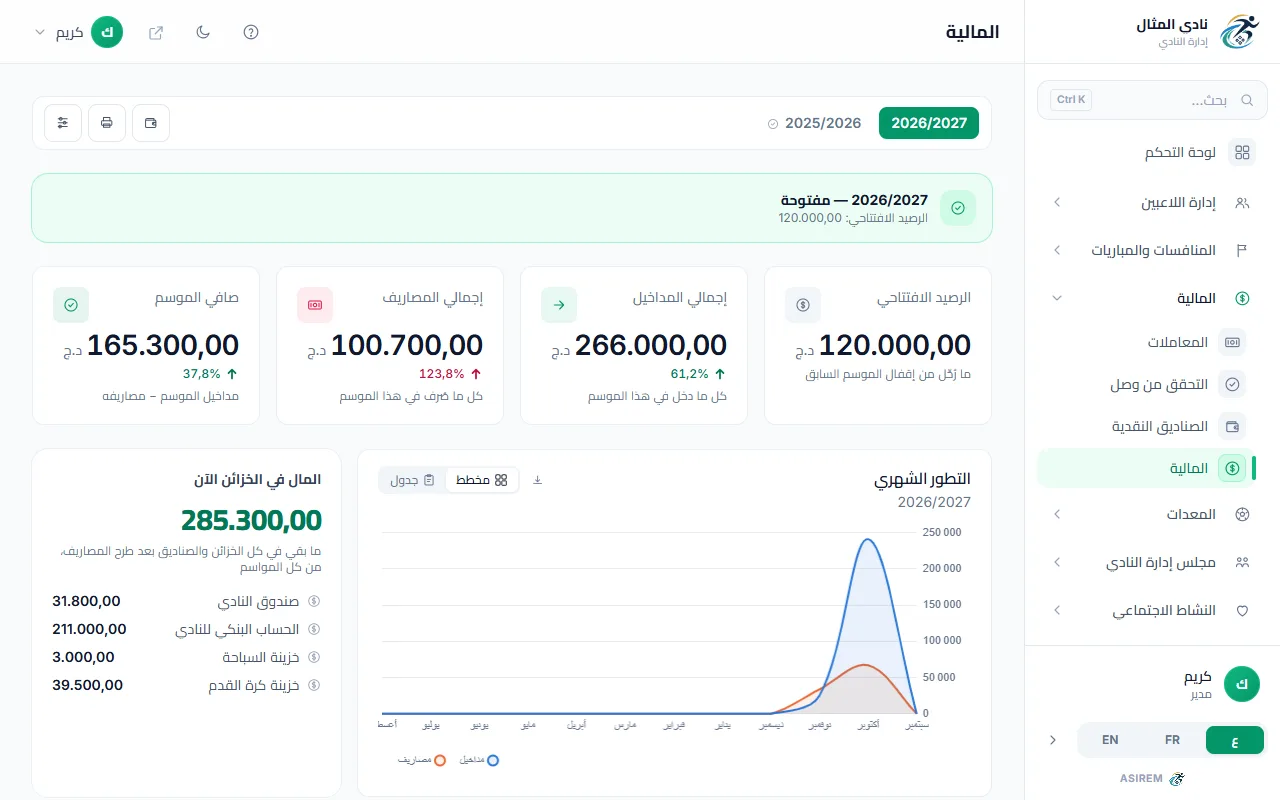 نادي المثال
إدارة النادي
بحث...
Ctrl K
لوحة التحكم
إدارة اللاعبين
المنافسات والمباريات
المالية
المعاملات
التحقق من وصل
الصناديق النقدية
المالية
المعدات
مجلس إدارة النادي
النشاط الاجتماعي
ك
كريم
مدير
ع
FR
EN
ASIREM
المالية
ك
كريم
2026/2027
2025/2026
2026/2027 — مفتوحة
الرصيد الافتتاحي: 120.000,00
الرصيد الافتتاحي
120.000,00 د.ج
ما رُحّل من إقفال الموسم السابق
إجمالي المداخيل
266.000,00 د.ج
61,2%
كل ما دخل في هذا الموسم
إجمالي المصاريف
100.700,00 د.ج
123,8%
كل ما صُرف في هذا الموسم
صافي الموسم
165.300,00 د.ج
37,8%
مداخيل الموسم − مصاريفه
التطور الشهري
2026/2027
مخطط
جدول
250 000
200 000
150 000
100 000
50 000
0
سبتمبر
أكتوبر
نوفمبر
ديسمبر
يناير
فبراير
مارس
أبريل
مايو
يونيو
يوليو
مداخيل
مصاريف
المال في الخزائن الآن
285.300,00
ما بقي في كل الخزائن والصناديق بعد طرح المصاريف،
من كل المواسم
صندوق النادي 31.800,00
الحساب البنكي للنادي 211.000,00
خزينة السباحة 3.000,00
خزينة كرة القدم 39.500,00